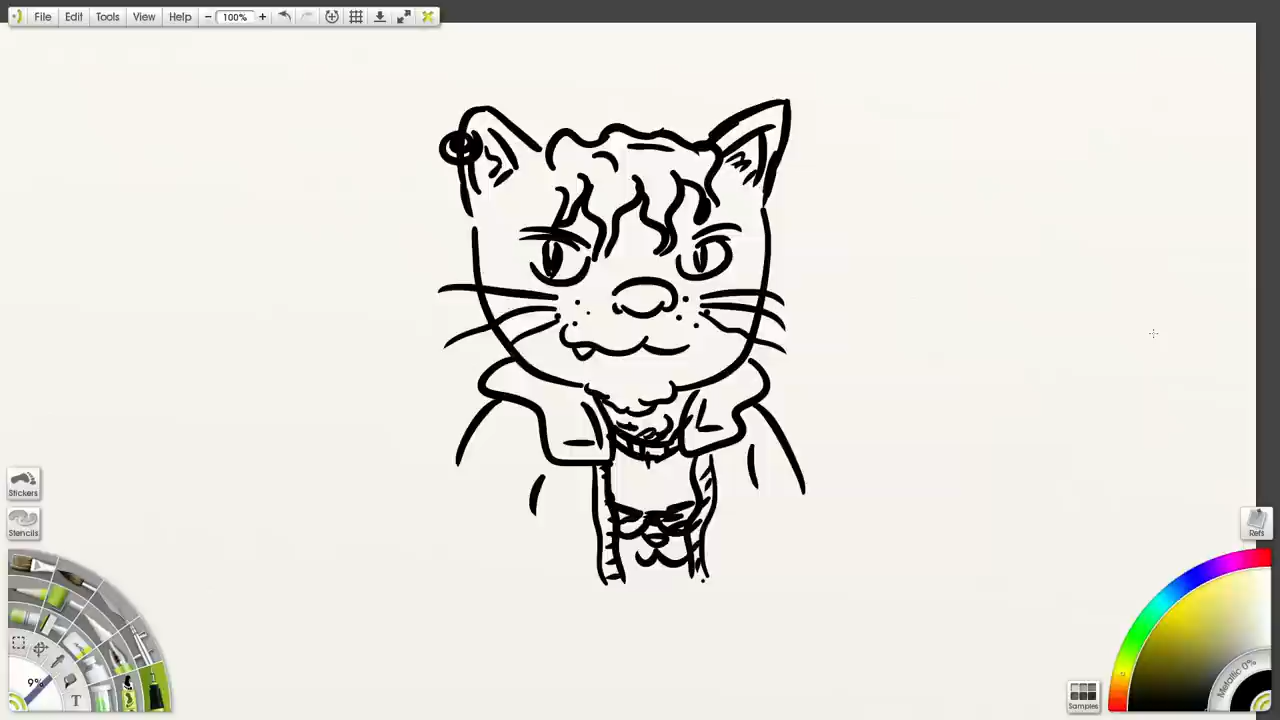 File Edit Tools View Help − 100% +
Stickers
Stencils
Refs
9%
T
Metallic 0%
Samples